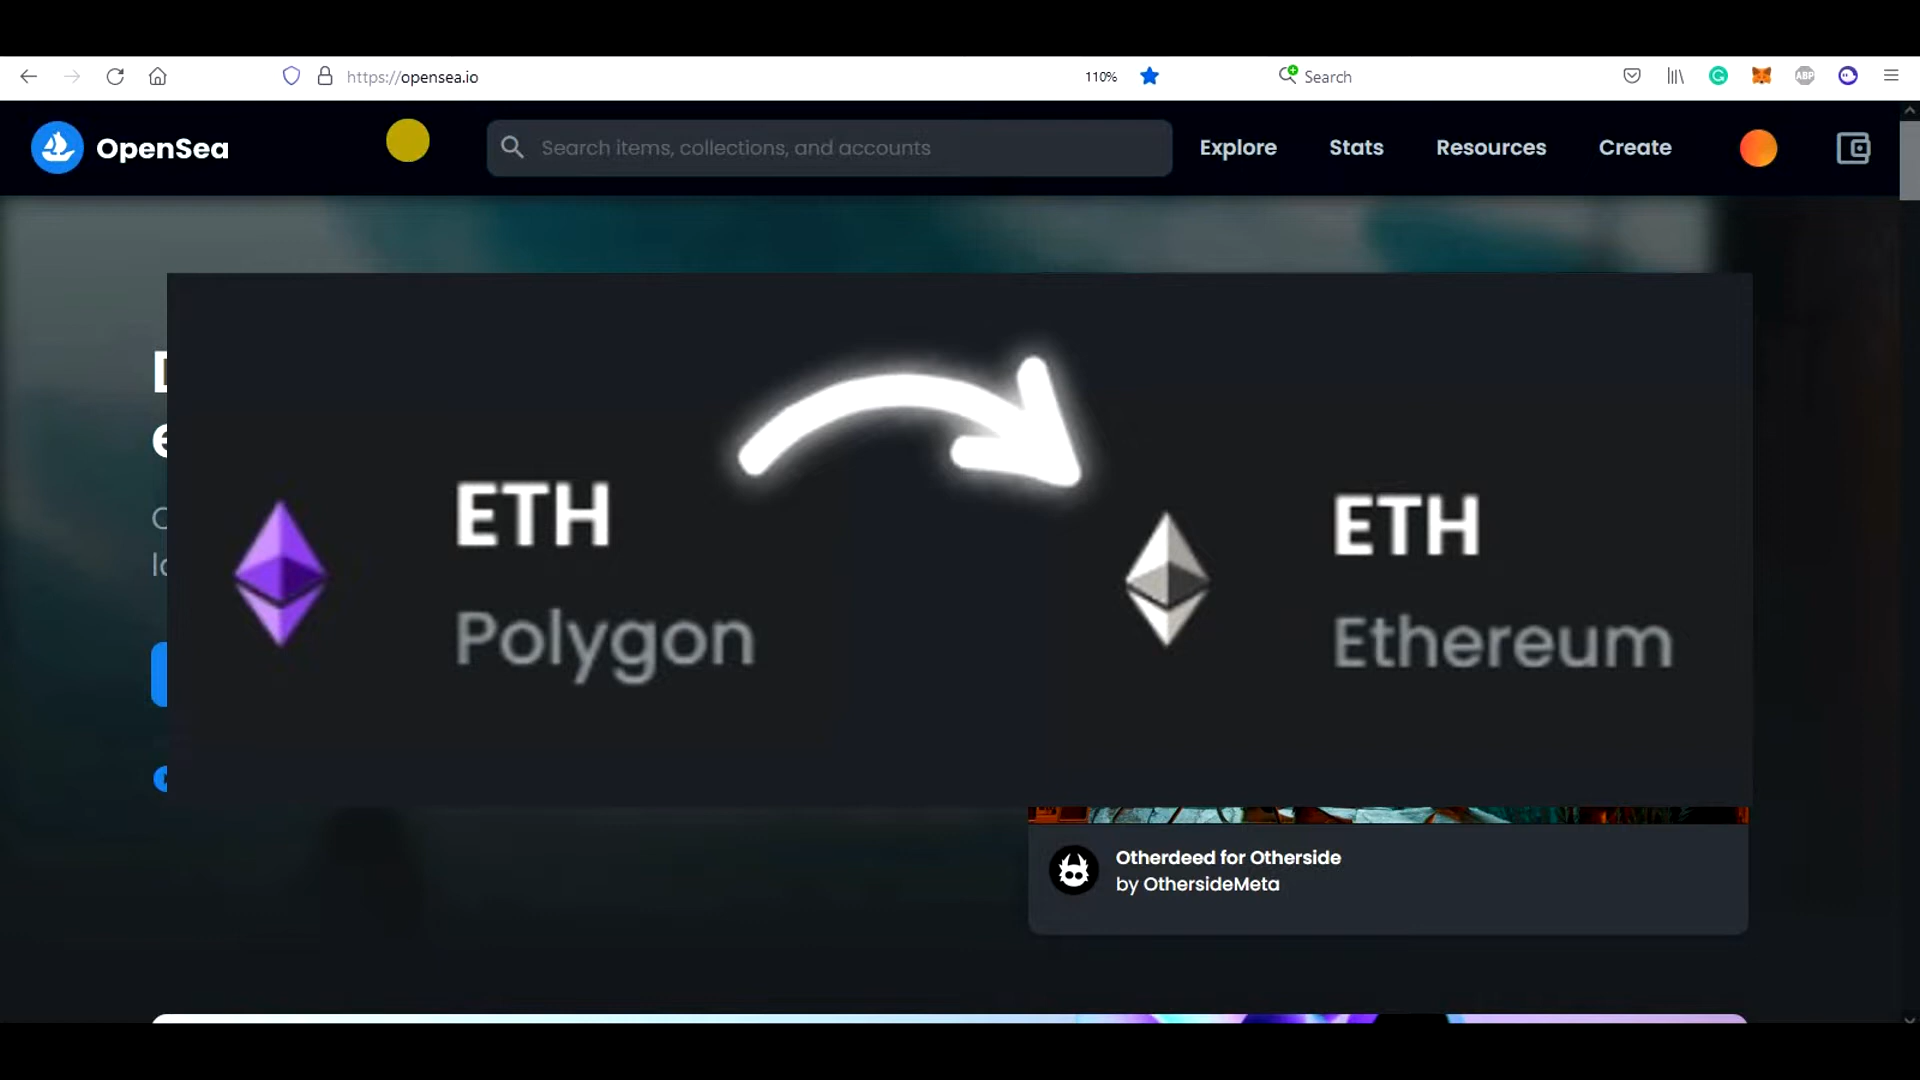 https://opensea.io
110%
Search
ABP
OpenSea
Search items, collections, and accounts
Explore
Stats
Resources
Create
ETH
Polygon
ETH
Ethereum
Otherdeed for Otherside
by OthersideMeta